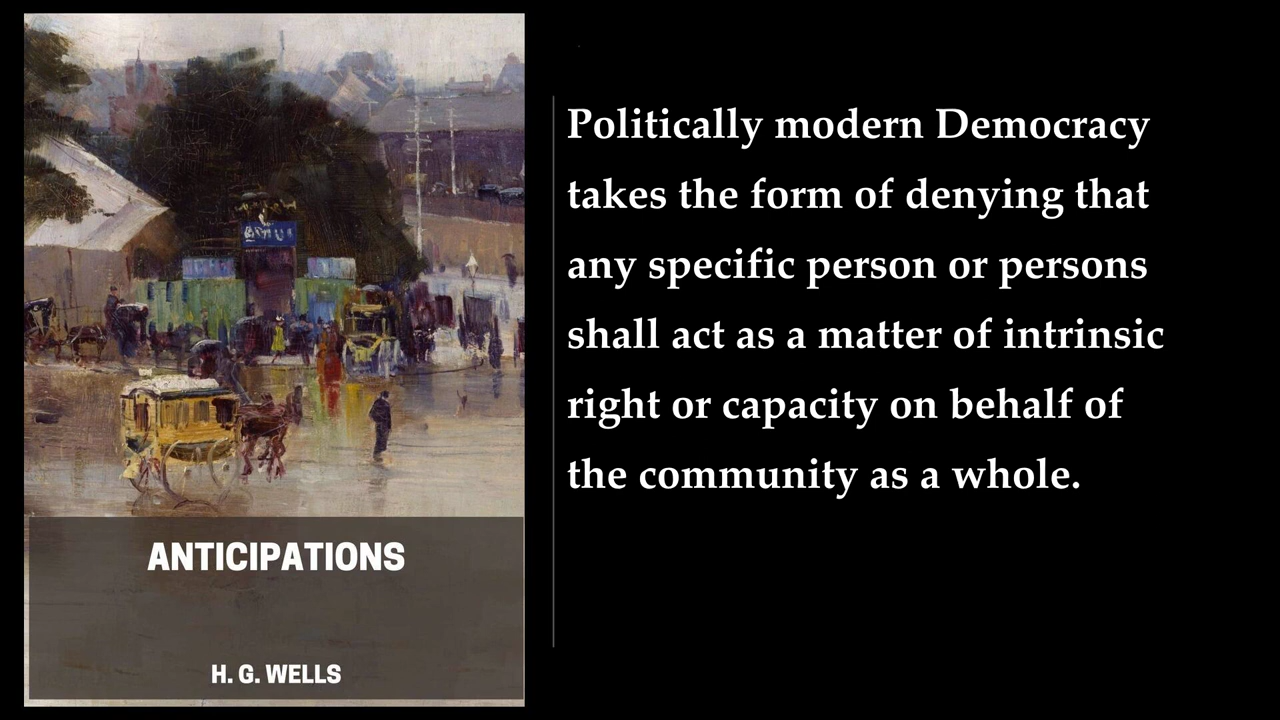 ANTICIPATIONS
H. G. WELLS
Politically modern Democracy
takes the form of denying that
any specific person or persons
shall act as a matter of intrinsic
right or capacity on behalf of
the community as a whole.